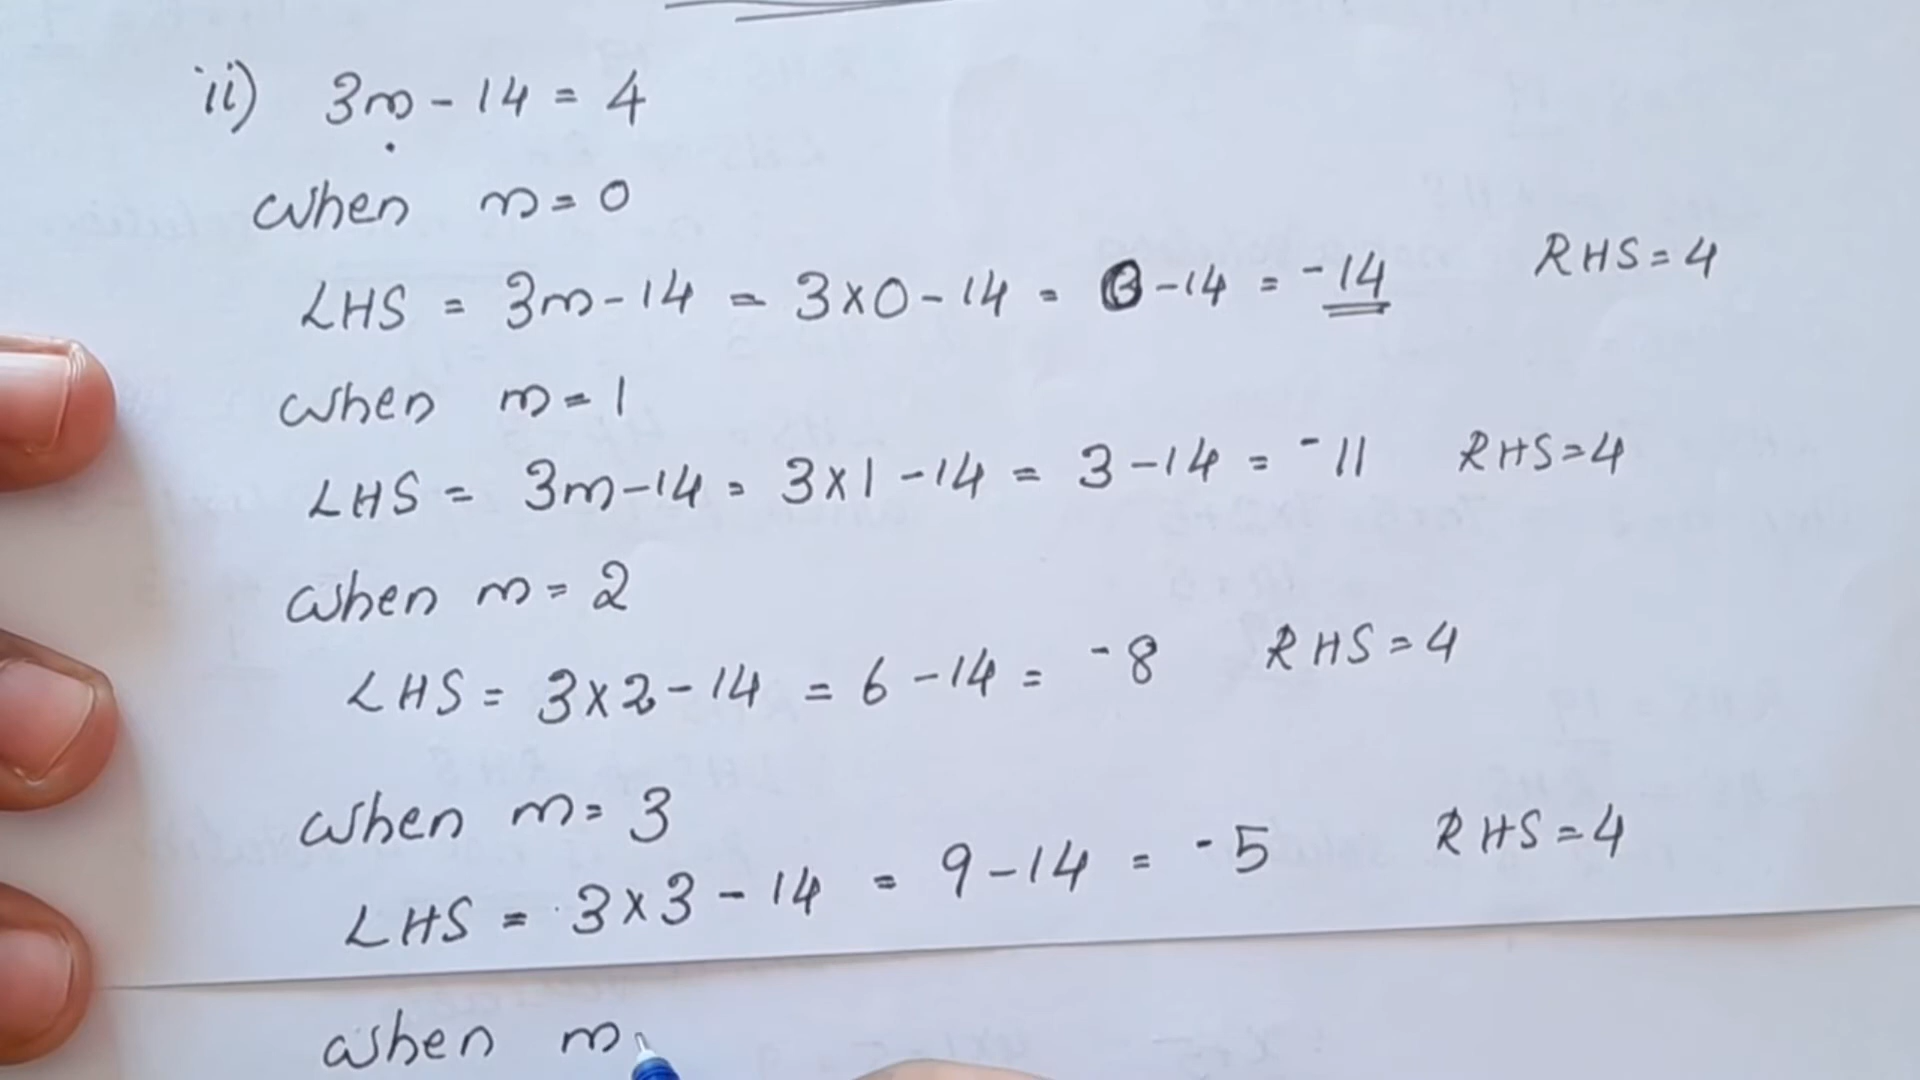 ii) 3m - 14 = 4
when m = 0
LHS = 3m - 14 = 3 x 0 - 14 = 0 - 14 = -14 RHS = 4
when m = 1
LHS = 3m - 14 = 3 x 1 - 14 = 3 - 14 = -11 RHS = 4
when m = 2
LHS = 3 x 2 - 14 = 6 - 14 = -8 RHS = 4
when m = 3
LHS = 3 x 3 - 14 = 9 - 14 = -5 RHS = 4
when m